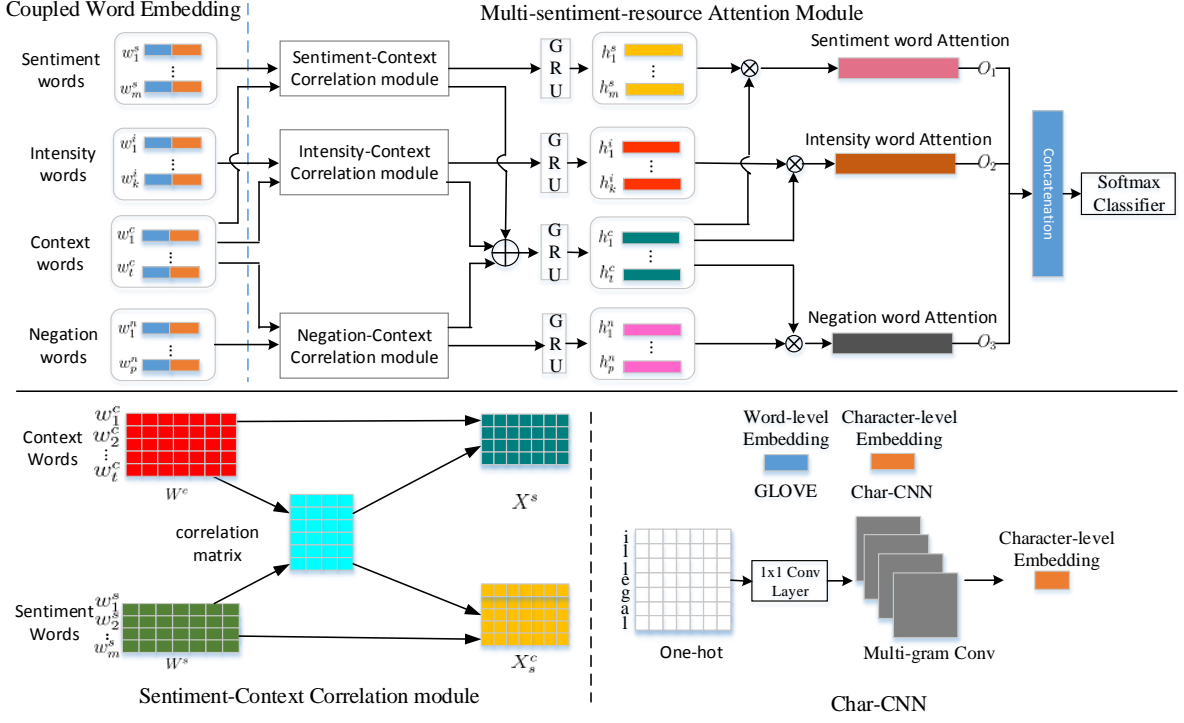 Coupled Word Embedding
Multi-sentiment-resource Attention Module
Sentiment
words
w_1^s
⋮
w_m^s
Sentiment-Context
Correlation module
G
R
U
h_1^s
⋮
h_m^s
Sentiment word Attention
O_1
Intensity
words
w_1^i
⋮
w_k^i
Intensity-Context
Correlation module
G
R
U
h_1^i
⋮
h_k^i
Intensity word Attention
O_2
Concatenation
Softmax
Classifier
Context
words
w_1^c
⋮
w_t^c
G
R
U
h_1^c
⋮
h_t^c
Negation
words
w_1^n
⋮
w_p^n
Negation-Context
Correlation module
G
R
U
h_1^n
⋮
h_p^n
Negation word Attention
O_3
Context
Words
w_1^c
w_2^c
⋮
w_t^c
W^c
X^s
correlation
matrix
Sentiment
Words
w_1^s
w_2^s
⋮
w_m^s
W^s
X_s^c
Sentiment-Context Correlation module
Word-level
Embedding
GLOVE
Character-level
Embedding
Char-CNN
i
l
l
e
g
a
l
One-hot
1x1 Conv
Layer
Multi-gram Conv
Character-level
Embedding
Char-CNN